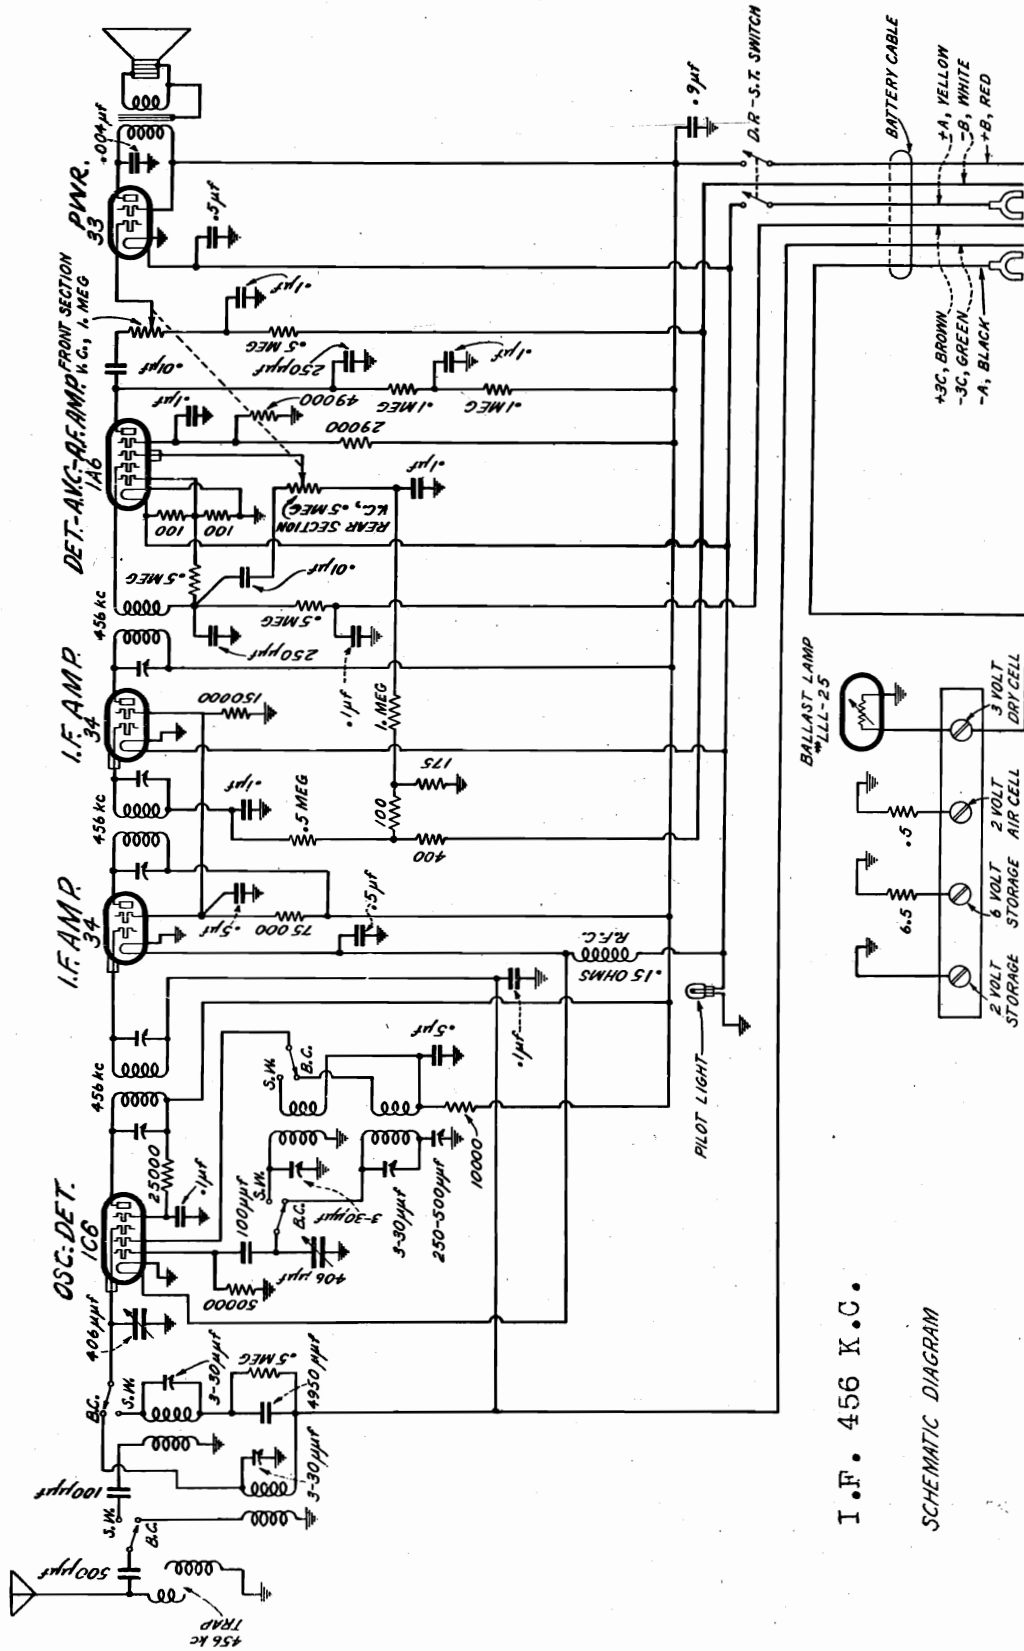 456 kc
TRAP
500μμf
S.W.
B.C.
100μμf
3-30μμf
B.C.
S.W.
3-30μμf
.5 MEG
4950μμf
406μμf
OSC.-DET.
1C6
50000
25000
.1μf
100μμf
406μμf
S.W.
B.C.
3-30μμf
3-30μμf
250-500μμf
S.W.
B.C.
.5μf
10000
456 kc
I.F. AMP.
34
.1μf
.5μf
75000
.5μf
R.F.C.
.15 OHMS
456 kc
.1μf
.5 MEG
100
400
175
I.F. AMP.
34
150000
1. MEG
.1μf
456 kc
250μμf
.5 MEG
.5 MEG
.01μf
DET.-A.V.C.-A.F. AMP.
1A6
100
100
REAR SECTION
V.C., .5 MEG
.1μf
.1μf
29000
49000
FRONT SECTION
V.C., 1. MEG
.01μf
250μμf
.1 MEG
.1μf
.1 MEG
.5 MEG
.1μf
PWR.
33
.5μf
.004μf
.9μf
D.P.-S.T. SWITCH
PILOT LIGHT
BATTERY CABLE
+A, YELLOW
-B, WHITE
+B, RED
+3C, BROWN
-3C, GREEN
-A, BLACK
BALLAST LAMP
#LLL-25
6.5
.5
2 VOLT
STORAGE
6 VOLT
STORAGE
2 VOLT
AIR CELL
3 VOLT
DRY CELL
I.F. 456 K.C.
SCHEMATIC DIAGRAM